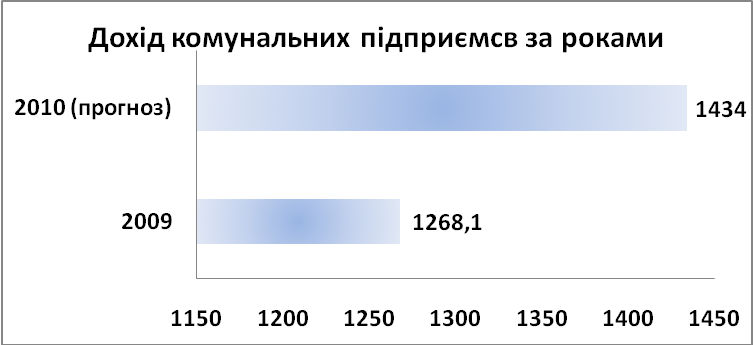 Дохід комунальних підприємсв за роками
2010 (прогноз)
1434
2009
1268,1
1150 1200 1250 1300 1350 1400 1450